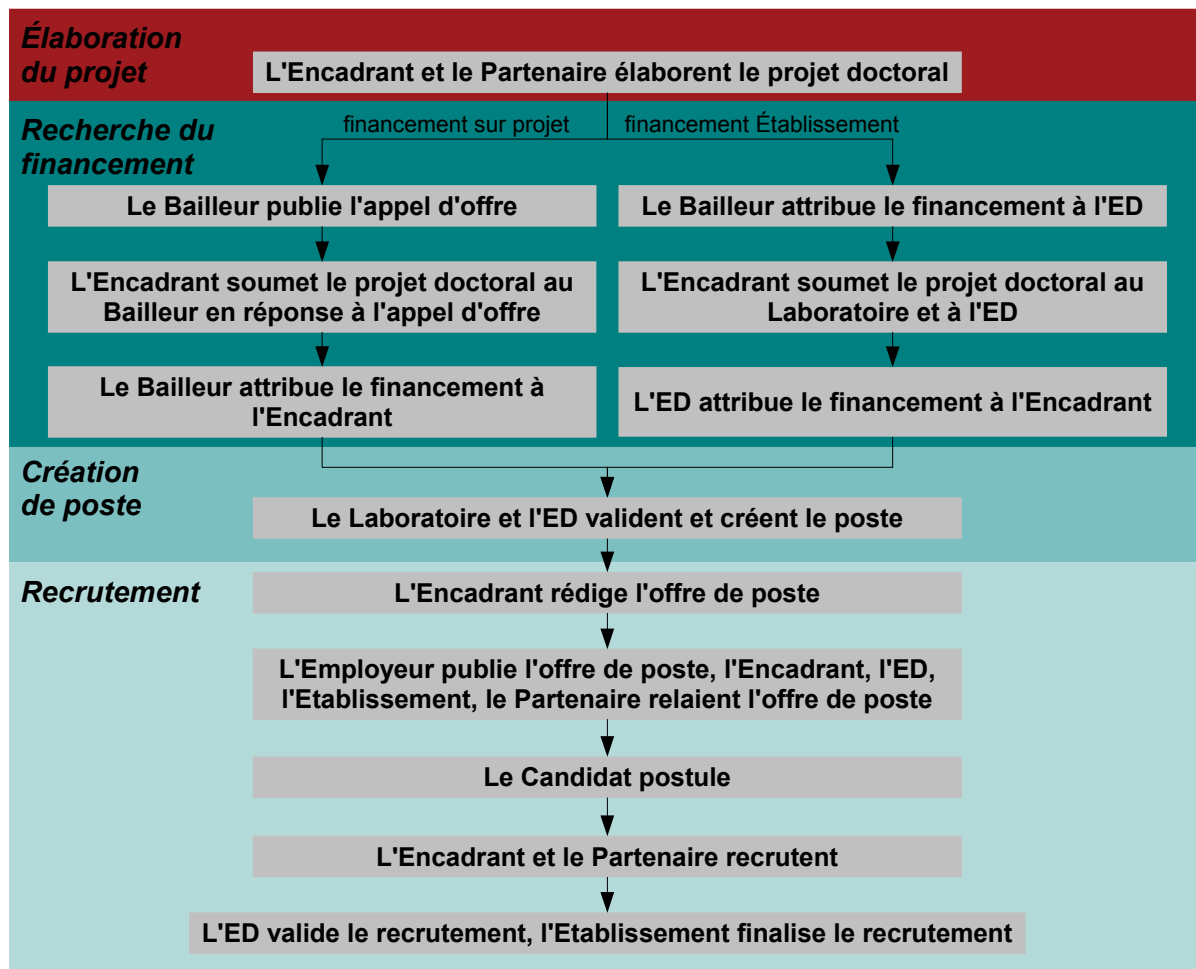 Élaboration
du projet
L'Encadrant et le Partenaire élaborent le projet doctoral
Recherche du
financement
financement sur projet
financement Établissement
Le Bailleur publie l'appel d'offre
Le Bailleur attribue le financement à l'ED
L'Encadrant soumet le projet doctoral au
Bailleur en réponse à l'appel d'offre
L'Encadrant soumet le projet doctoral au
Laboratoire et à l'ED
Le Bailleur attribue le financement à
l'Encadrant
L'ED attribue le financement à l'Encadrant
Création
de poste
Le Laboratoire et l'ED valident et créent le poste
Recrutement
L'Encadrant rédige l'offre de poste
L'Employeur publie l'offre de poste, l'Encadrant, l'ED,
l'Etablissement, le Partenaire relaient l'offre de poste
Le Candidat postule
L'Encadrant et le Partenaire recrutent
L'ED valide le recrutement, l'Etablissement finalise le recrutement